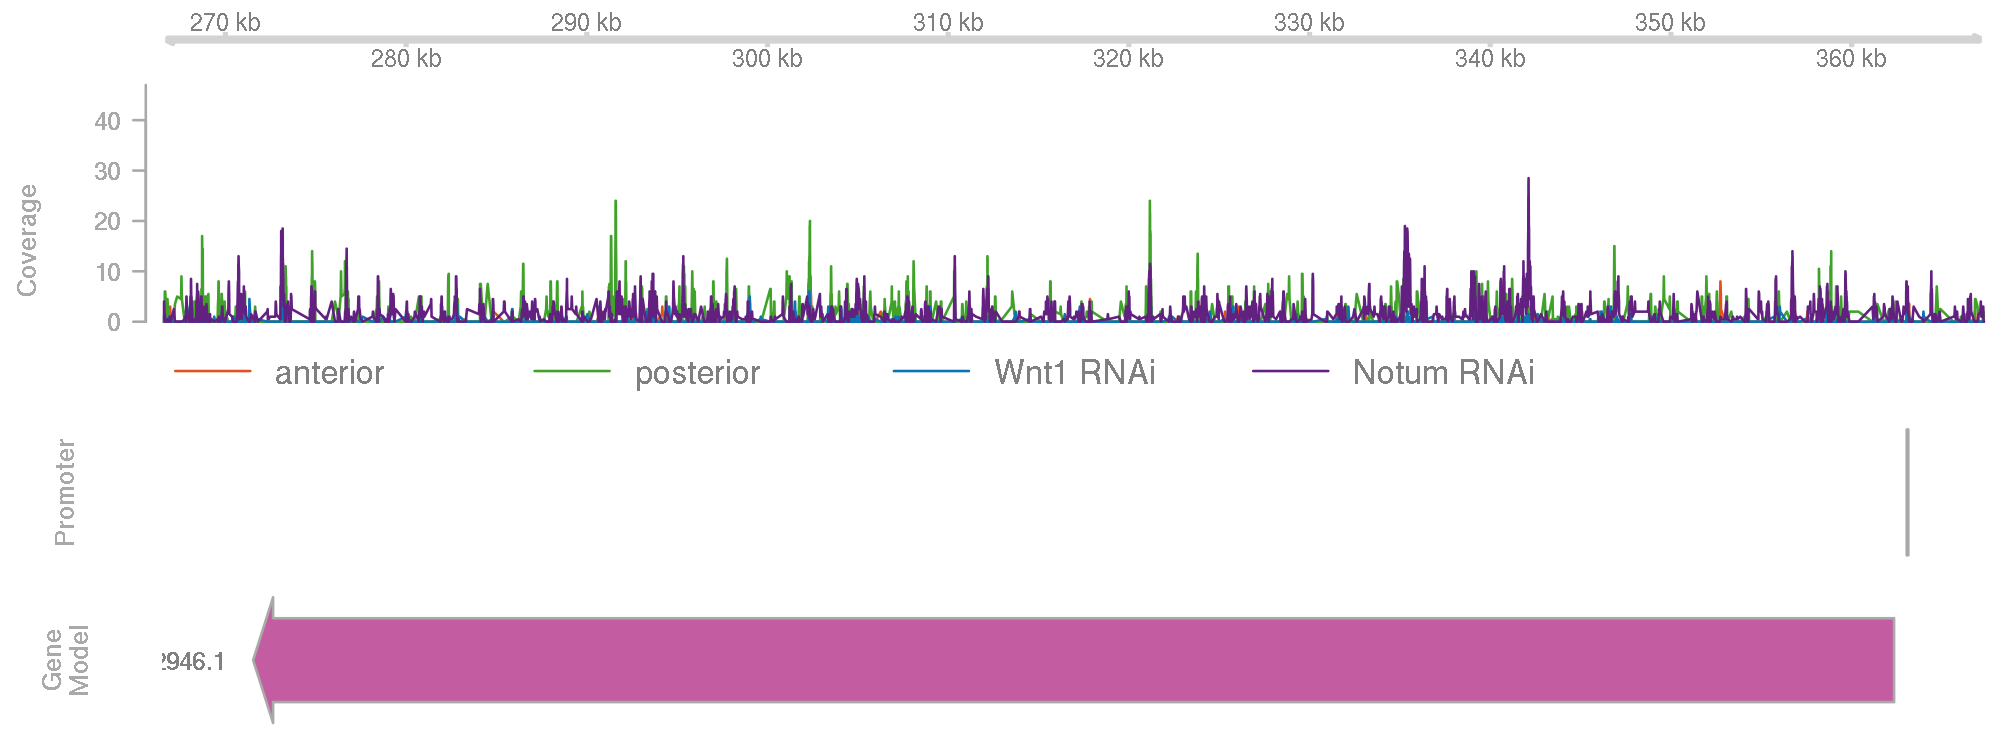 270 kb 290 kb 310 kb 330 kb 350 kb
280 kb 300 kb 320 kb 340 kb 360 kb
Coverage
40
30
20
10
0
anterior posterior Wnt1 RNAi Notum RNAi
Promoter
Gene
Model
2946.1